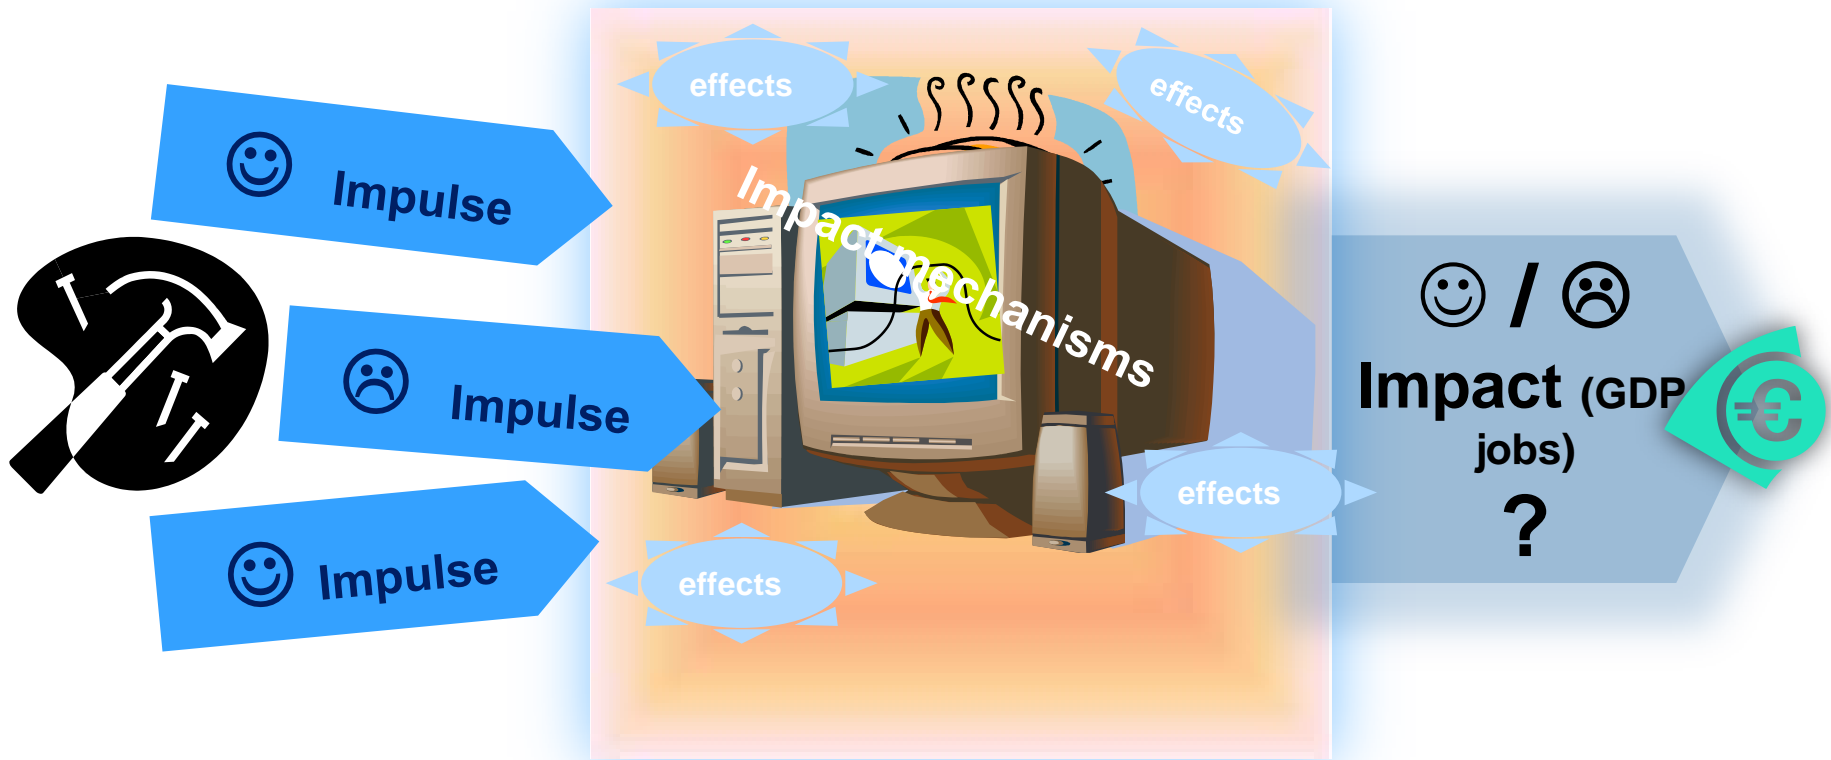 Impulse
Impulse
Impulse
effects
effects
Impact mechanisms
effects
effects
/
Impact (GDP
jobs)
?
€